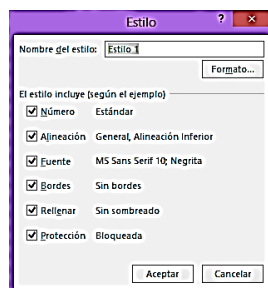 Estilo
? ×
Nombre del estilo: Estilo 1
Formato...
El estilo incluye (según el ejemplo)
Número Estándar
Alineación General, Alineación Inferior
Fuente MS Sans Serif 10; Negrita
Bordes Sin bordes
Rellenar Sin sombreado
Protección Bloqueada
Aceptar Cancelar